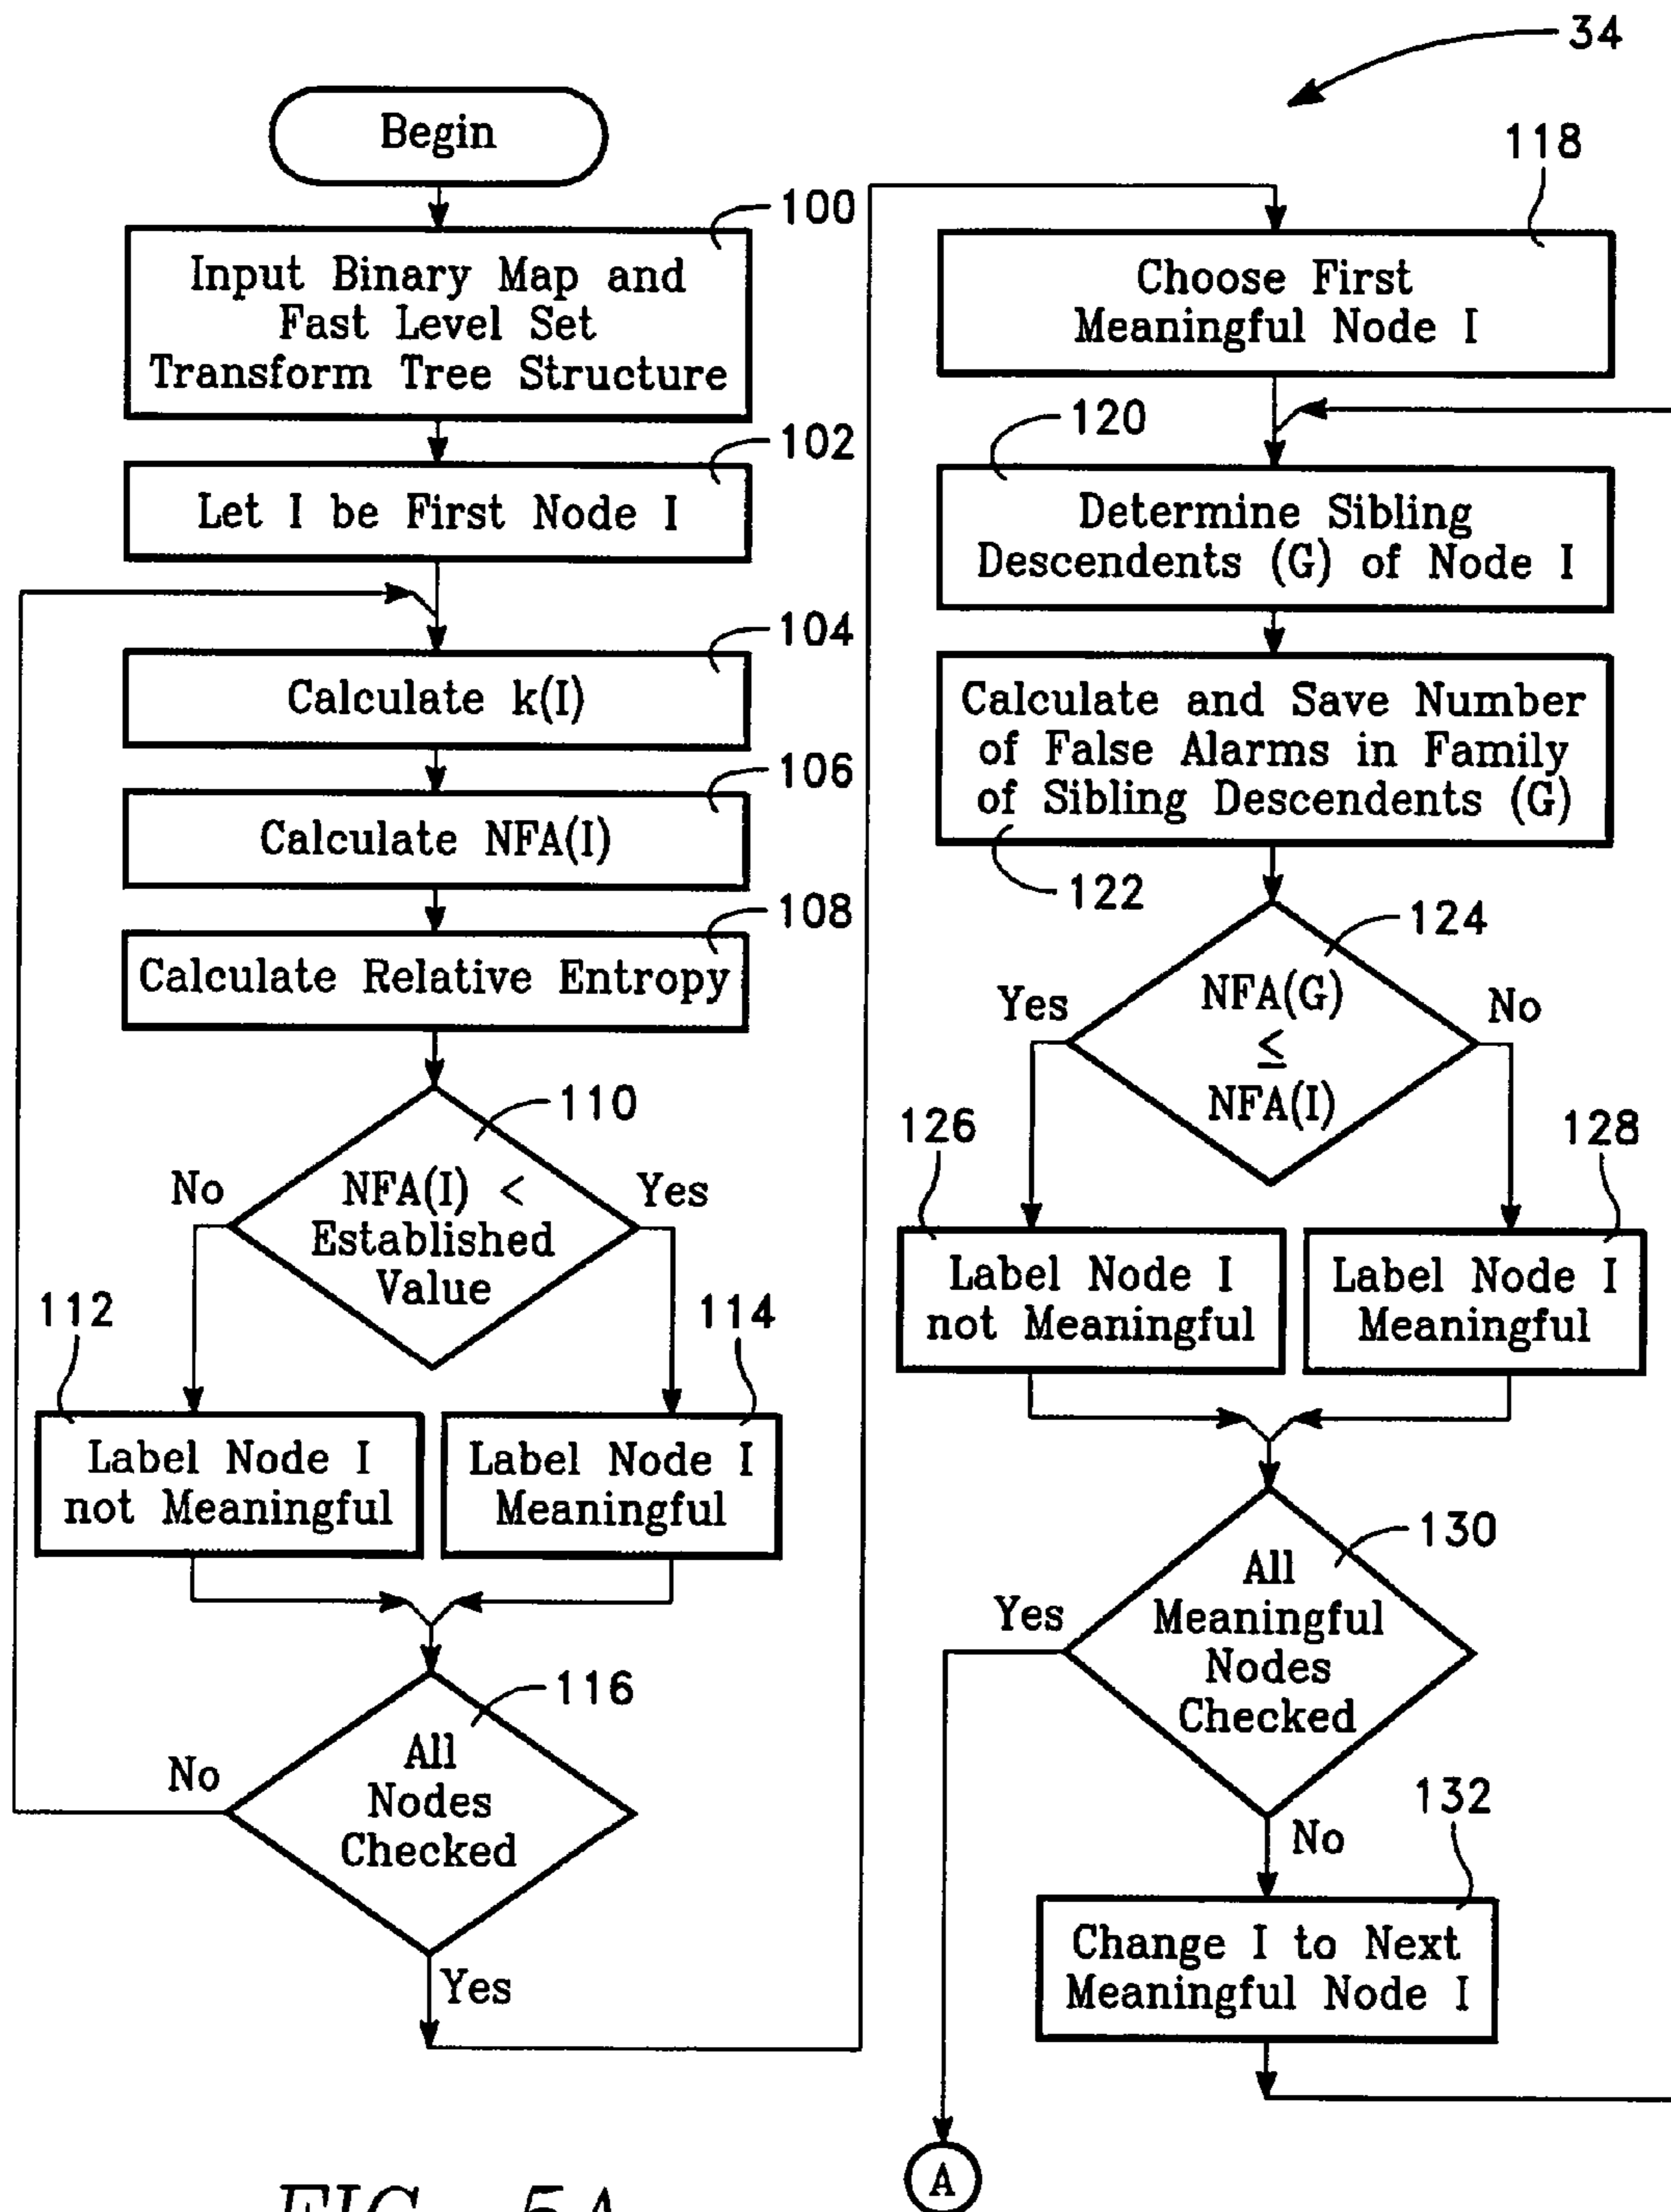 34
Begin
100
Input Binary Map and
Fast Level Set
Transform Tree Structure
102
Let I be First Node I
104
Calculate k(I)
106
Calculate NFA(I)
108
Calculate Relative Entropy
110
NFA(I) <
Established
Value
No
Yes
112
Label Node I
not Meaningful
114
Label Node I
Meaningful
116
All
Nodes
Checked
No
Yes
118
Choose First
Meaningful Node I
120
Determine Sibling
Descendents (G) of Node I
Calculate and Save Number
of False Alarms in Family
of Sibling Descendents (G)
122
124
NFA(G)
≤
NFA(I)
Yes
No
126
Label Node I
not Meaningful
128
Label Node I
Meaningful
130
All
Meaningful
Nodes
Checked
Yes
No
132
Change I to Next
Meaningful Node I
A
FIG. 5A